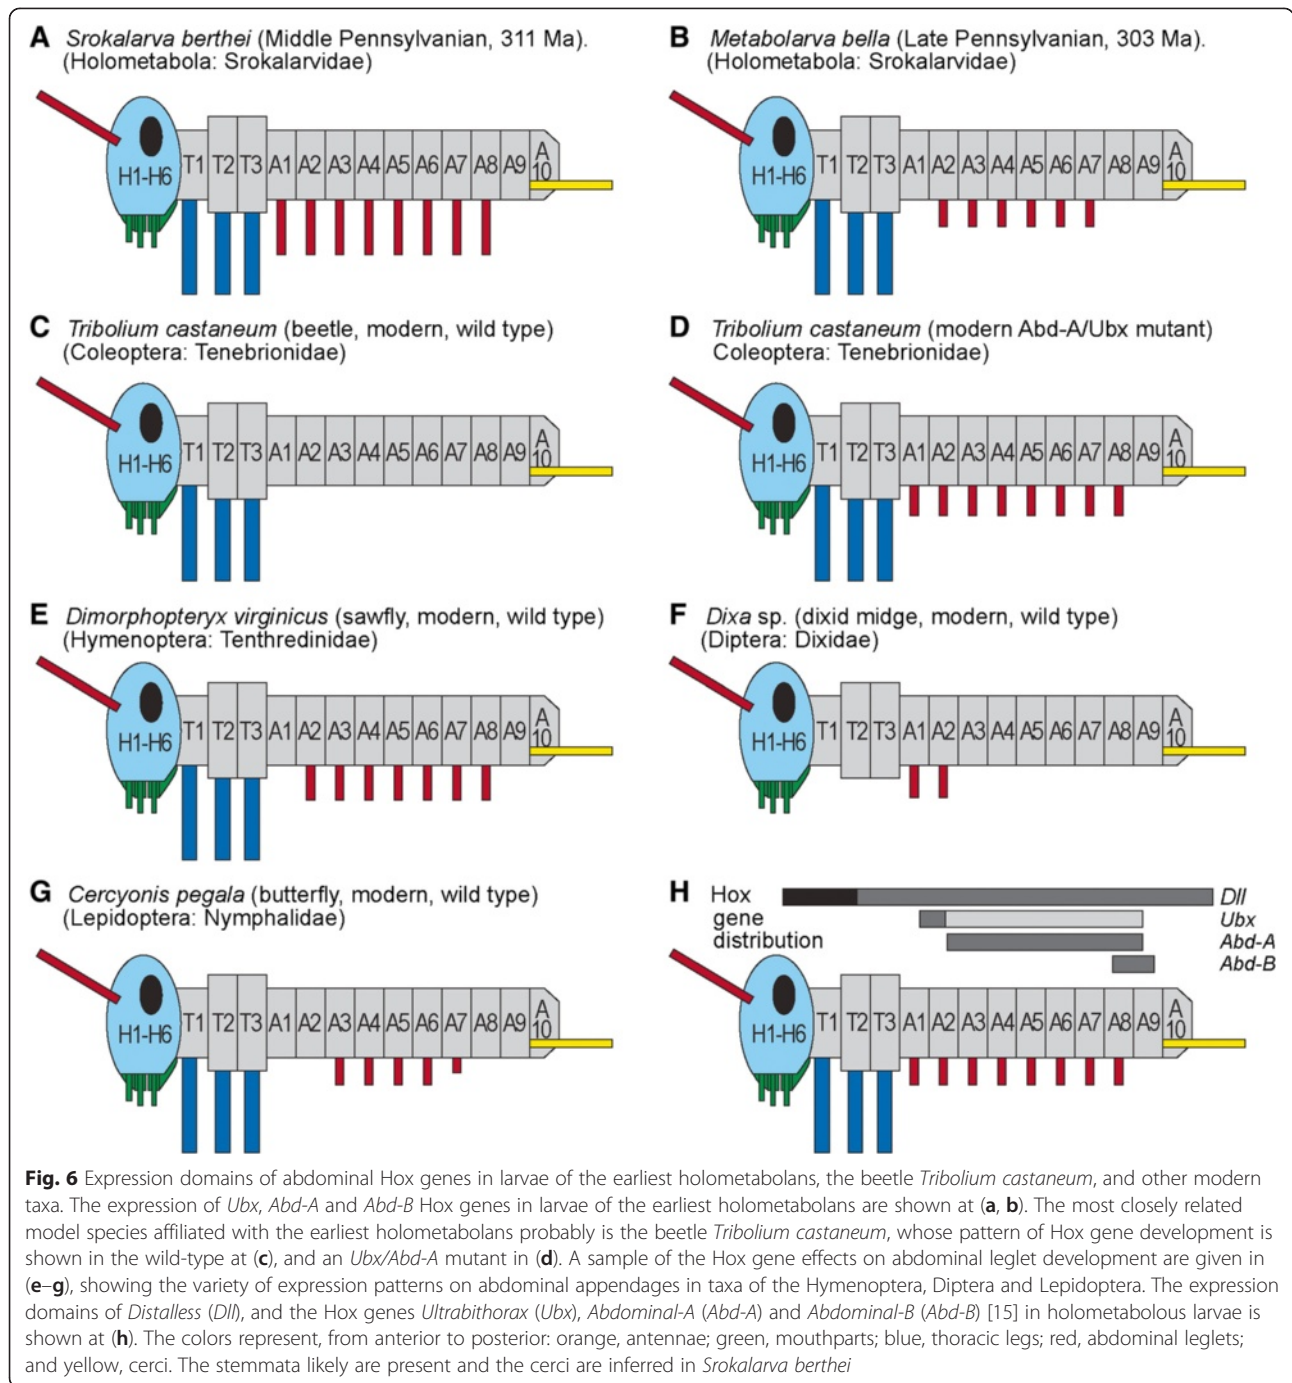 A Srokalarva berthei (Middle Pennsylvanian, 311 Ma).
(Holometabola: Srokalarvidae)
H1-H6 T1 T2 T3 A1 A2 A3 A4 A5 A6 A7 A8 A9 A 10
B Metabolarva bella (Late Pennsylvanian, 303 Ma).
(Holometabola: Srokalarvidae)
H1-H6 T1 T2 T3 A1 A2 A3 A4 A5 A6 A7 A8 A9 A 10
C Tribolium castaneum (beetle, modern, wild type)
(Coleoptera: Tenebrionidae)
H1-H6 T1 T2 T3 A1 A2 A3 A4 A5 A6 A7 A8 A9 A 10
D Tribolium castaneum (modern Abd-A/Ubx mutant)
Coleoptera: Tenebrionidae)
H1-H6 T1 T2 T3 A1 A2 A3 A4 A5 A6 A7 A8 A9 A 10
E Dimorphopteryx virginicus (sawfly, modern, wild type)
(Hymenoptera: Tenthredinidae)
H1-H6 T1 T2 T3 A1 A2 A3 A4 A5 A6 A7 A8 A9 A 10
F Dixa sp. (dixid midge, modern, wild type)
(Diptera: Dixidae)
H1-H6 T1 T2 T3 A1 A2 A3 A4 A5 A6 A7 A8 A9 A 10
G Cercyonis pegala (butterfly, modern, wild type)
(Lepidoptera: Nymphalidae)
H1-H6 T1 T2 T3 A1 A2 A3 A4 A5 A6 A7 A8 A9 A 10
H Hox Dll
gene Ubx
distribution Abd-A
Abd-B
H1-H6 T1 T2 T3 A1 A2 A3 A4 A5 A6 A7 A8 A9 A 10
Fig. 6 Expression domains of abdominal Hox genes in larvae of the earliest holometabolans, the beetle Tribolium castaneum, and other modern
taxa. The expression of Ubx, Abd-A and Abd-B Hox genes in larvae of the earliest holometabolans are shown at (a, b). The most closely related
model species affiliated with the earliest holometabolans probably is the beetle Tribolium castaneum, whose pattern of Hox gene development is
shown in the wild-type at (c), and an Ubx/Abd-A mutant in (d). A sample of the Hox gene effects on abdominal leglet development are given in
(e–g), showing the variety of expression patterns on abdominal appendages in taxa of the Hymenoptera, Diptera and Lepidoptera. The expression
domains of Distalless (Dll), and the Hox genes Ultrabithorax (Ubx), Abdominal-A (Abd-A) and Abdominal-B (Abd-B) [15] in holometabolous larvae is
shown at (h). The colors represent, from anterior to posterior: orange, antennae; green, mouthparts; blue, thoracic legs; red, abdominal leglets;
and yellow, cerci. The stemmata likely are present and the cerci are inferred in Srokalarva berthei